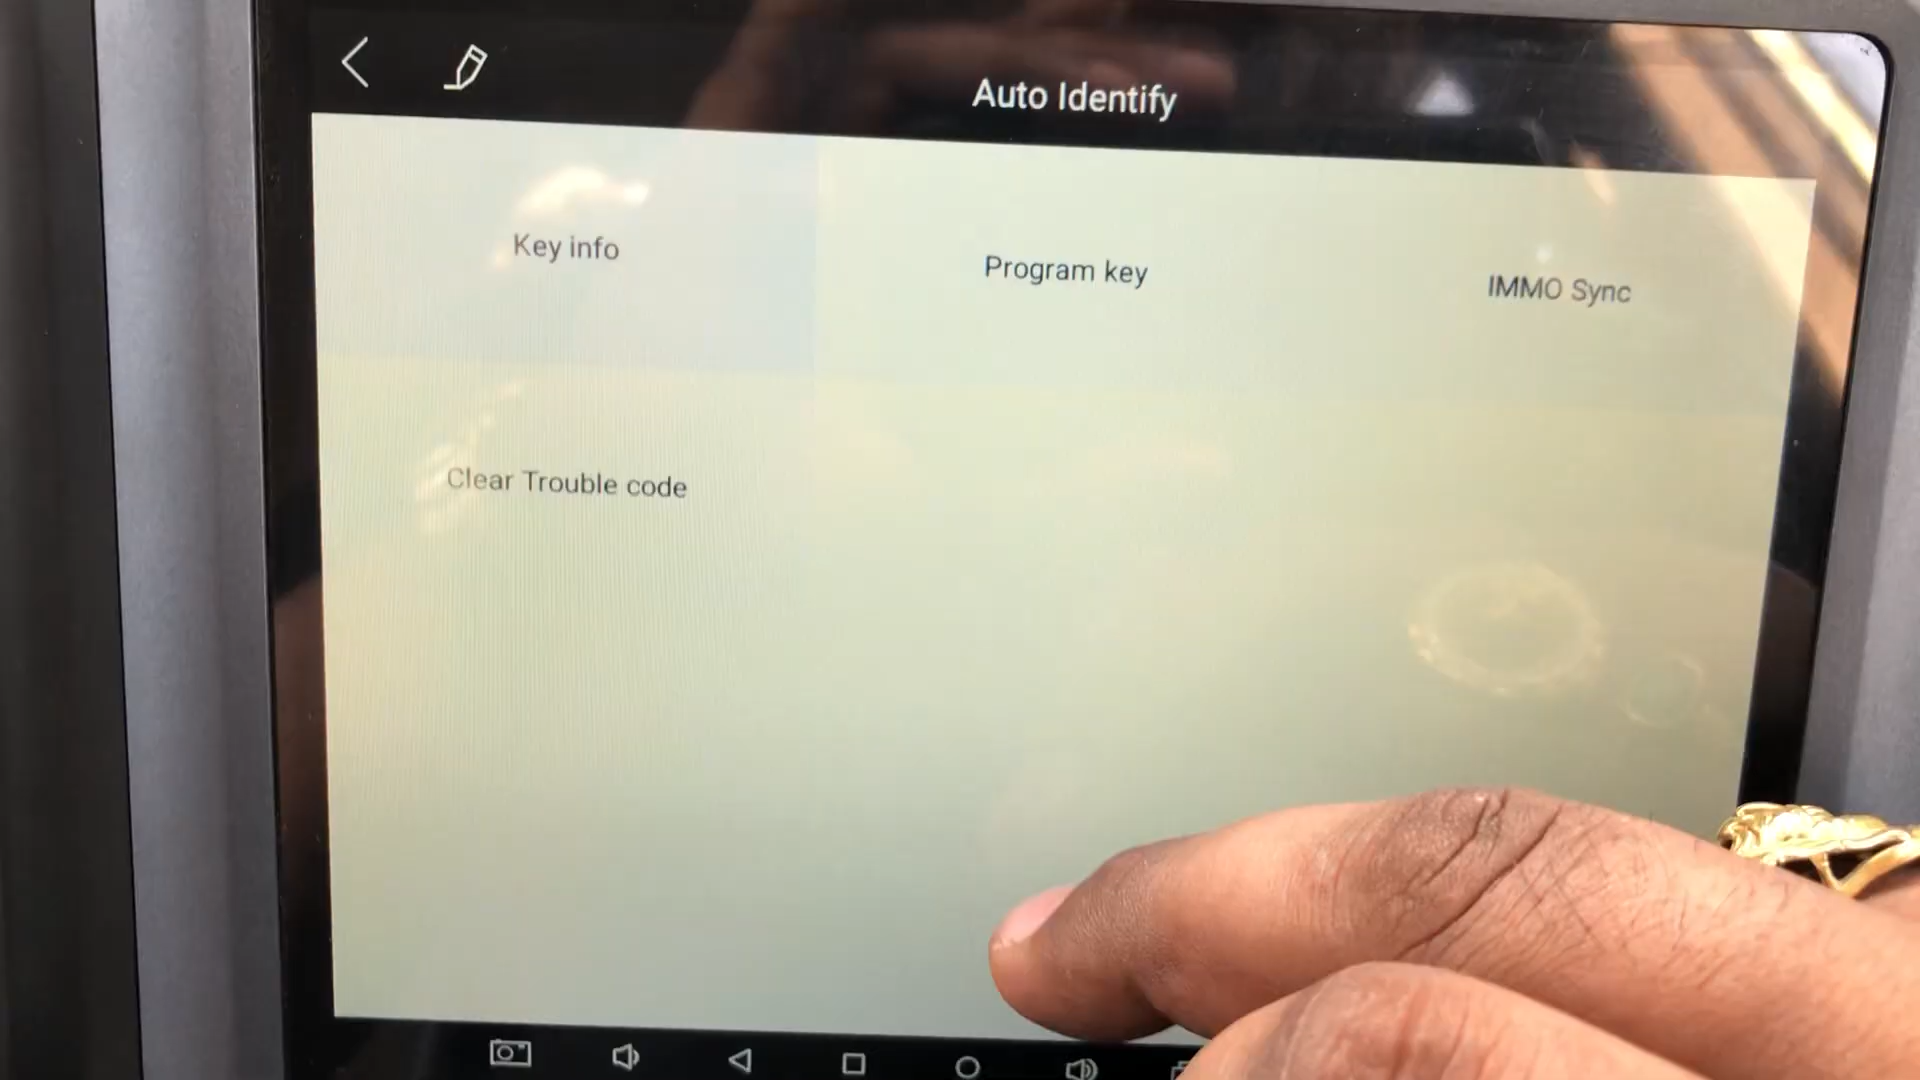 Auto Identify
Key info
Program key
IMMO Sync
Clear Trouble code